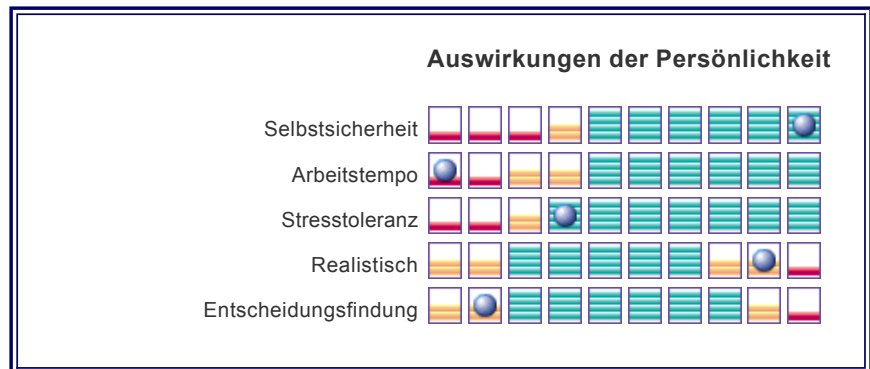 Auswirkungen der Persönlichkeit
Selbstsicherheit
Arbeitstempo
Stresstoleranz
Realistisch
Entscheidungsfindung